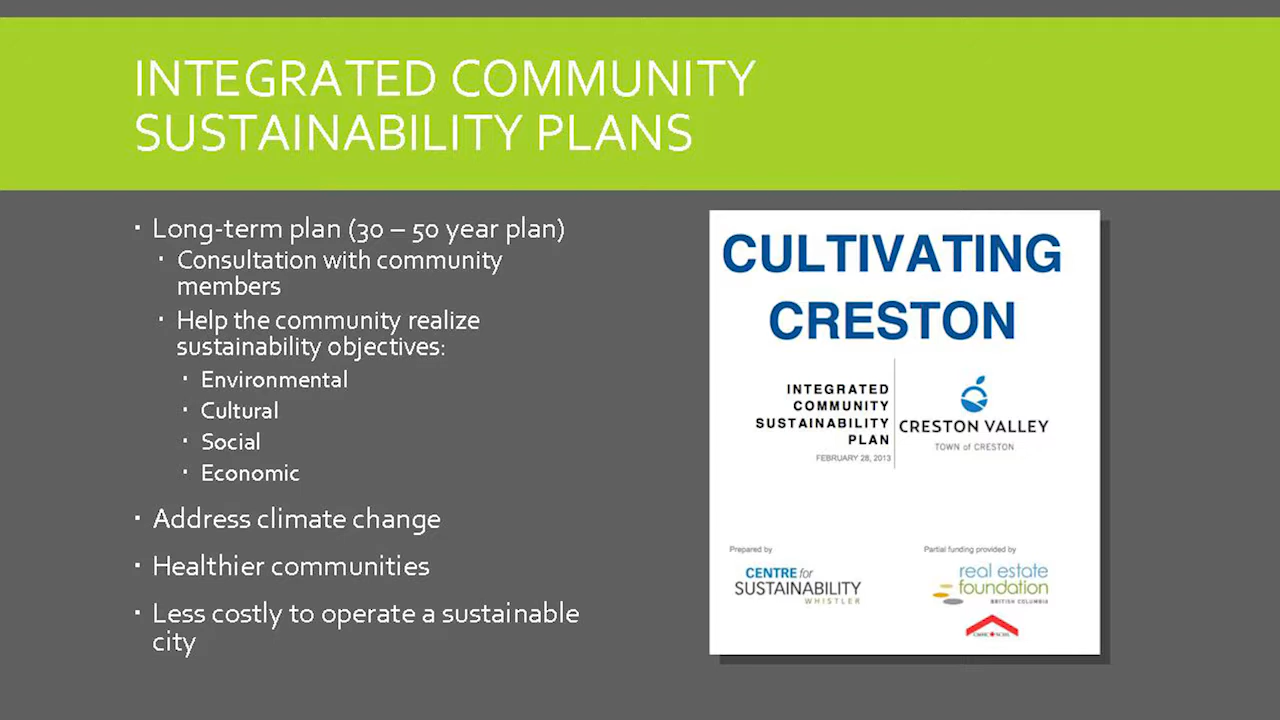 INTEGRATED COMMUNITY
SUSTAINABILITY PLANS
▪ Long-term plan (30 – 50 year plan)
▪ Consultation with community
members
▪ Help the community realize
sustainability objectives:
▪ Environmental
▪ Cultural
▪ Social
▪ Economic
▪ Address climate change
▪ Healthier communities
▪ Less costly to operate a sustainable
city
CULTIVATING
CRESTON
INTEGRATED
COMMUNITY
SUSTAINABILITY
PLAN
FEBRUARY 28, 2013
CRESTON VALLEY
TOWN of CRESTON
Prepared by
CENTRE for
SUSTAINABILITY
WHISTLER
Partial funding provided by
real estate
foundation
BRITISH COLUMBIA